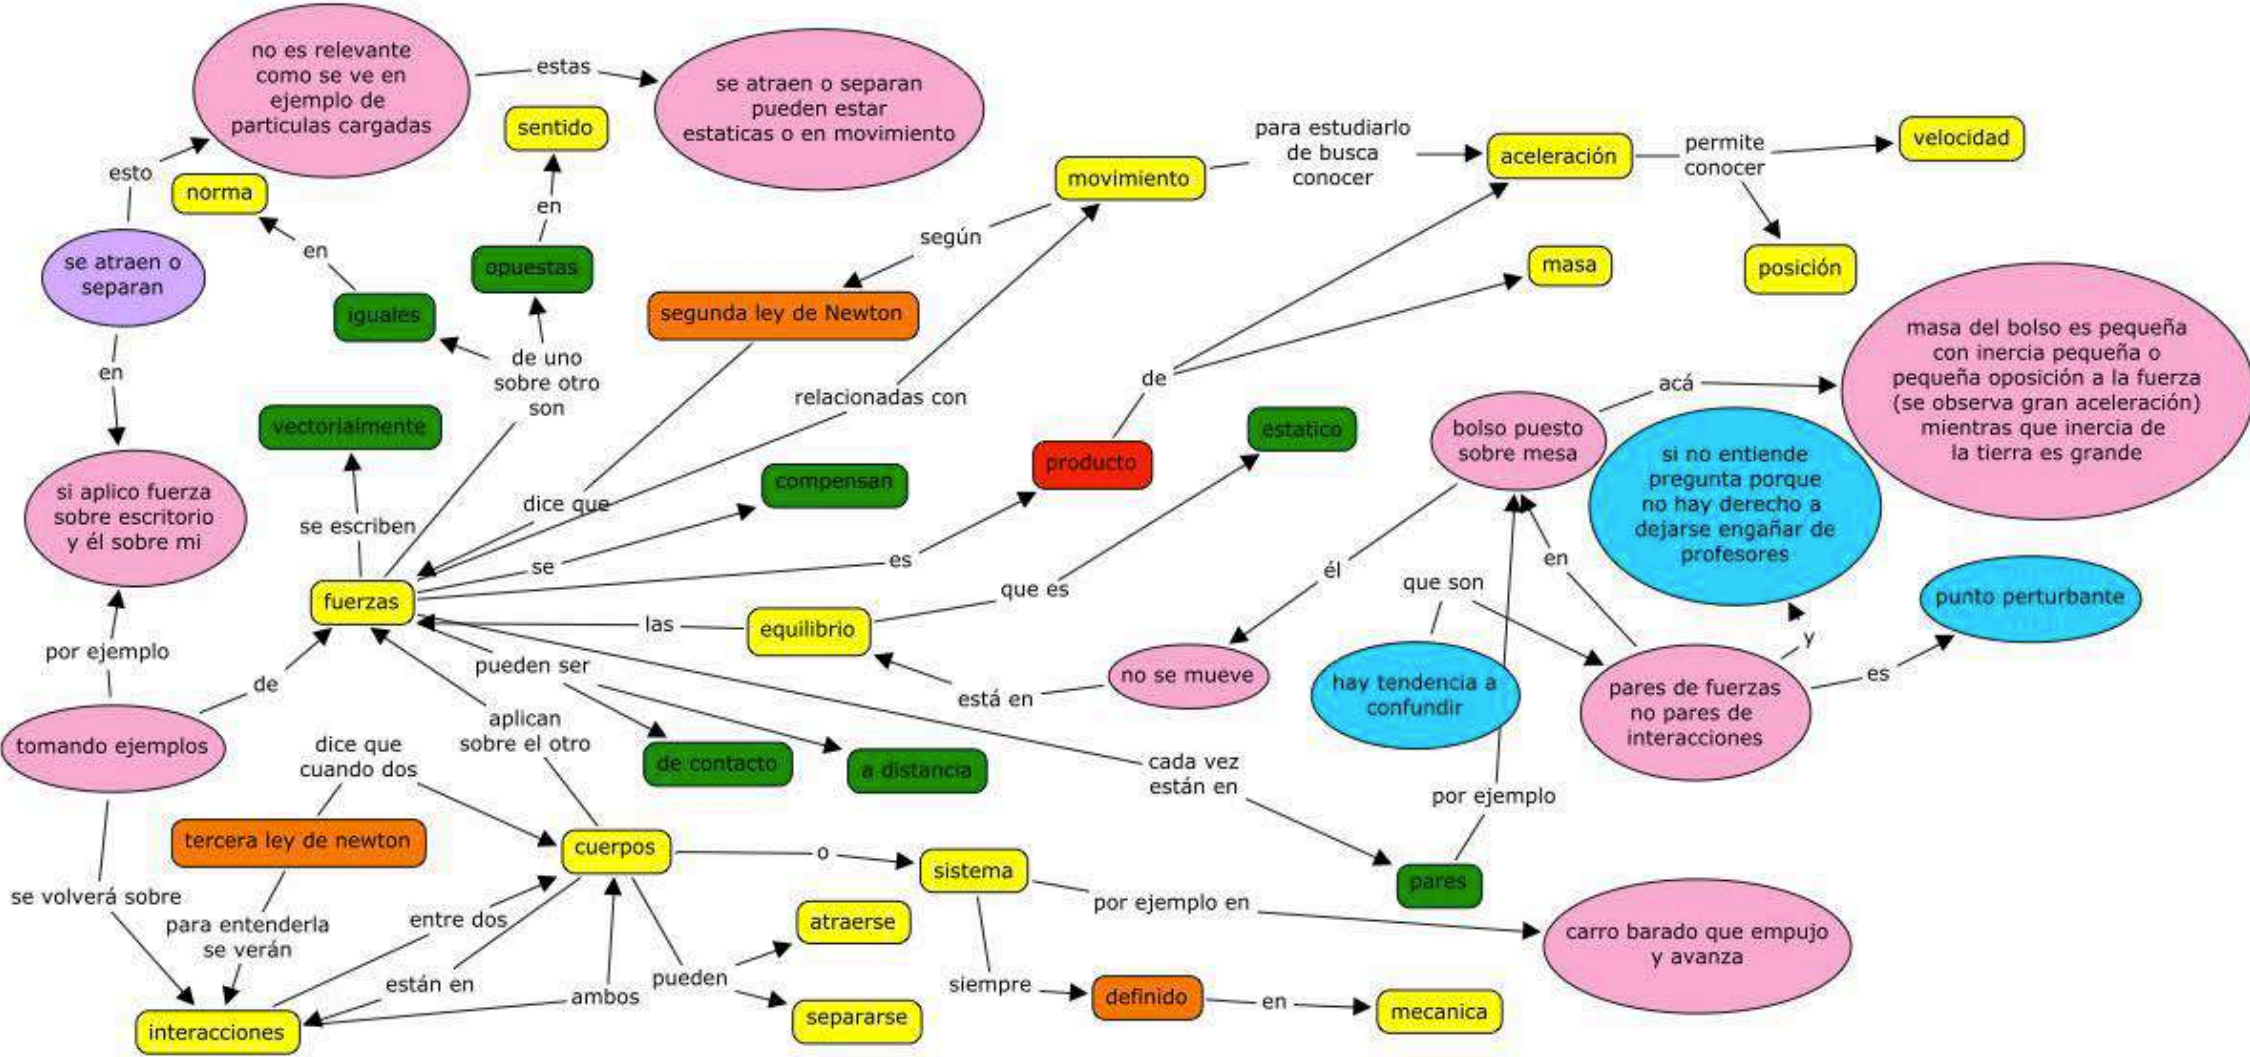 no es relevante
como se ve en
ejemplo de
particulas cargadas
estas
se atraen o separan
pueden estar
estaticas o en movimiento
sentido
esto
norma
en
en
se atraen o
separan
opuestas
iguales
en
de uno
sobre otro
son
movimiento
para estudiarlo
de busca
conocer
aceleración
permite
conocer
velocidad
posición
masa
según
segunda ley de Newton
relacionadas con
de
vectorialmente
se escriben
dice que
compensan
producto
estatico
si aplico fuerza
sobre escritorio
y él sobre mi
por ejemplo
fuerzas
se
es
que es
las
equilibrio
bolso puesto
sobre mesa
acá
masa del bolso es pequeña
con inercia pequeña o
pequeña oposición a la fuerza
(se observa gran aceleración)
mientras que inercia de
la tierra es grande
si no entiende
pregunta porque
no hay derecho a
dejarse engañar de
profesores
él
que son
en
y
punto perturbante
es
hay tendencia a
confundir
pares de fuerzas
no pares de
interacciones
no se mueve
está en
pueden ser
de
tomando ejemplos
aplican
sobre el otro
de contacto
a distancia
cada vez
están en
por ejemplo
pares
dice que
cuando dos
tercera ley de newton
cuerpos
o
sistema
por ejemplo en
carro barado que empujo
y avanza
se volverá sobre
para entenderla
se verán
entre dos
están en
ambos
pueden
atraerse
separarse
siempre
definido
en
mecanica
interacciones